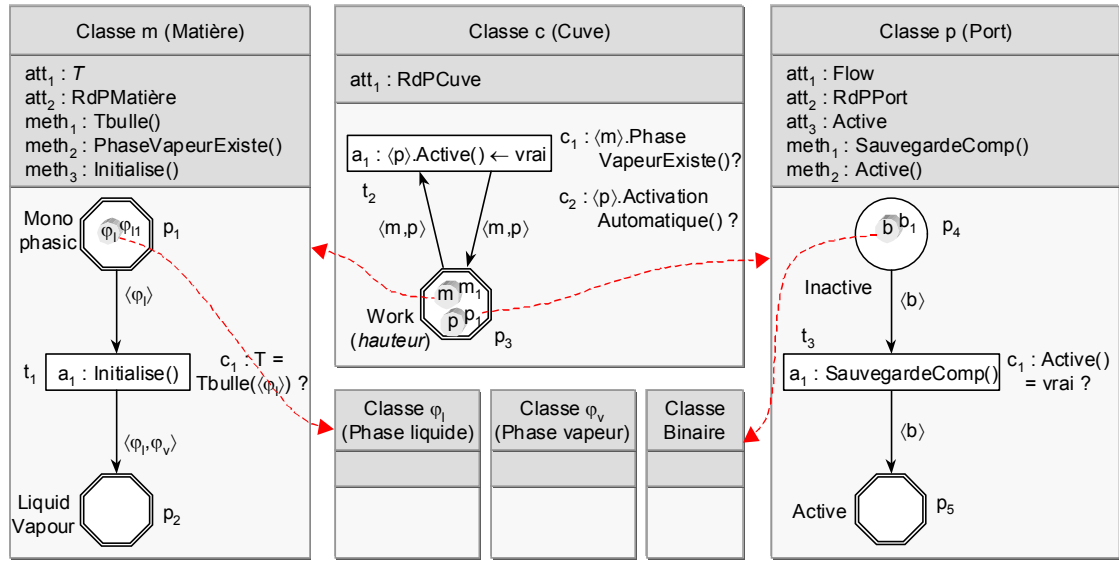 Classe m (Matière)
att1 : T
att2 : RdPMatière
meth1 : Tbulle()
meth2 : PhaseVapeurExiste()
meth3 : Initialise()
Mono
phasic
φl φl1
p1
⟨φl⟩
t1
a1 : Initialise()
c1 : T =
Tbulle(⟨φl⟩) ?
⟨φl,φv⟩
Liquid
Vapour
p2
Classe c (Cuve)
att1 : RdPCuve
a1 : ⟨p⟩.Active() ← vrai
c1 : ⟨m⟩.Phase
VapeurExiste()?
t2
c2 : ⟨p⟩.Activation
Automatique() ?
⟨m,p⟩
⟨m,p⟩
m m1
p p1
Work
(hauteur)
p3
Classe φl
(Phase liquide)
Classe φv
(Phase vapeur)
Classe
Binaire
Classe p (Port)
att1 : Flow
att2 : RdPPort
att3 : Active
meth1 : SauvegardeComp()
meth2 : Active()
b b1
p4
Inactive
⟨b⟩
t3
a1 : SauvegardeComp()
c1 : Active()
= vrai ?
⟨b⟩
Active
p5